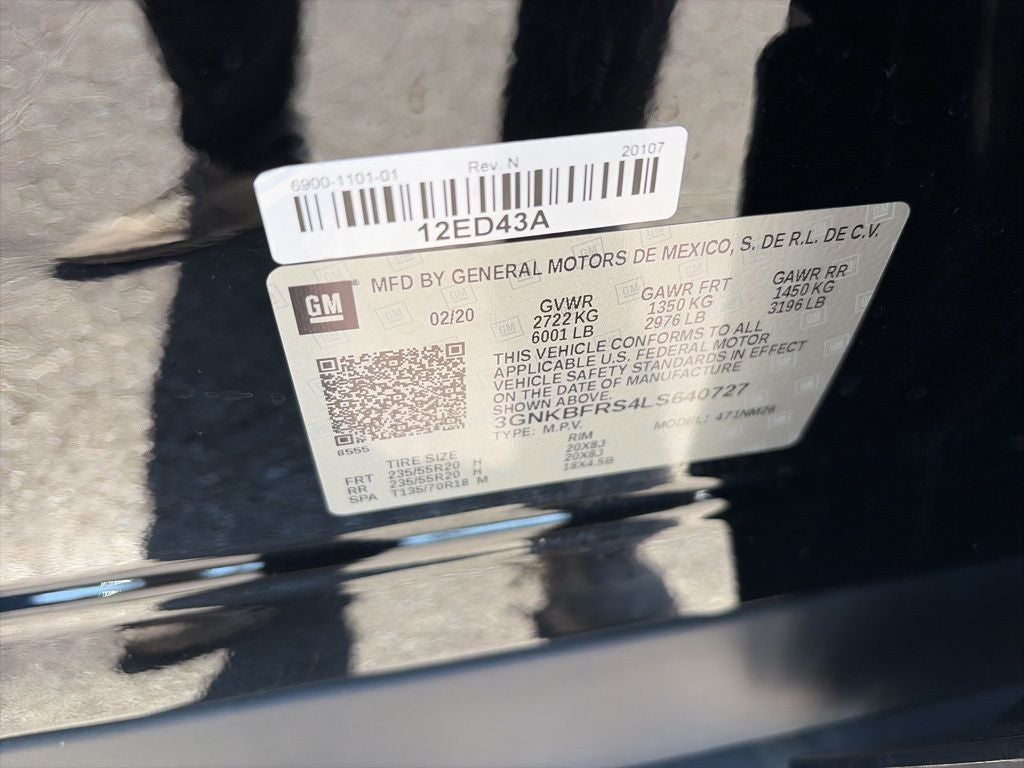 6900-1101-01 Rev. N 20107
12ED43A
MFD BY GENERAL MOTORS DE MEXICO, S. DE R.L. DE C.V.
GM
02/20
GVWR
2722 KG
6001 LB
GAWR FRT
1350 KG
2976 LB
GAWR RR
1450 KG
3196 LB
THIS VEHICLE CONFORMS TO ALL
APPLICABLE U.S. FEDERAL MOTOR
VEHICLE SAFETY STANDARDS IN EFFECT
ON THE DATE OF MANUFACTURE
SHOWN ABOVE.
3GNKBFRS4LS640727
TYPE: M.P.V. MODEL: 471NM26
8555
TIRE SIZE RIM
FRT 235/55R20 H 20X8J
RR 235/55R20 H 20X8J
SPA T135/70R18 M 18X4.5B